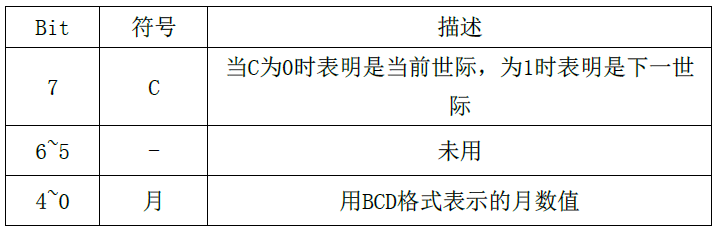 Bit 符号 描述
7 C 当C为0时表明是当前世际，为1时表明是下一世
际
6~5 - 未用
4~0 月 用BCD格式表示的月数值